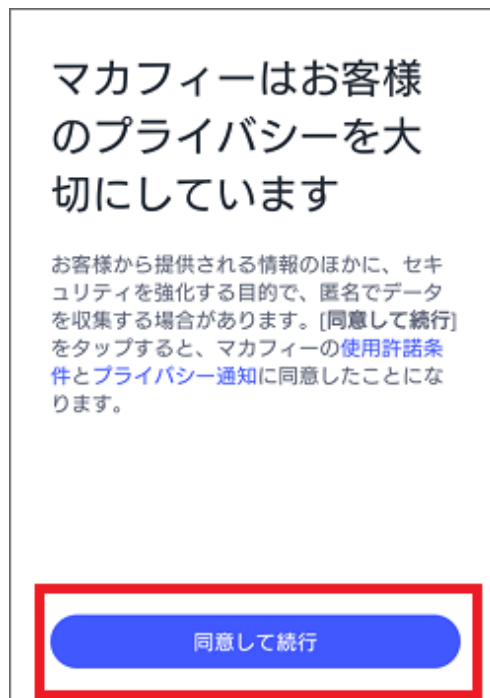 マカフィーはお客様
のプライバシーを大
切にしています
お客様から提供される情報のほかに、セキ
ュリティを強化する目的で、匿名でデータ
を収集する場合があります。[同意して続行]
をタップすると、マカフィーの使用許諾条
件とプライバシー通知に同意したことにな
ります。
同意して続行